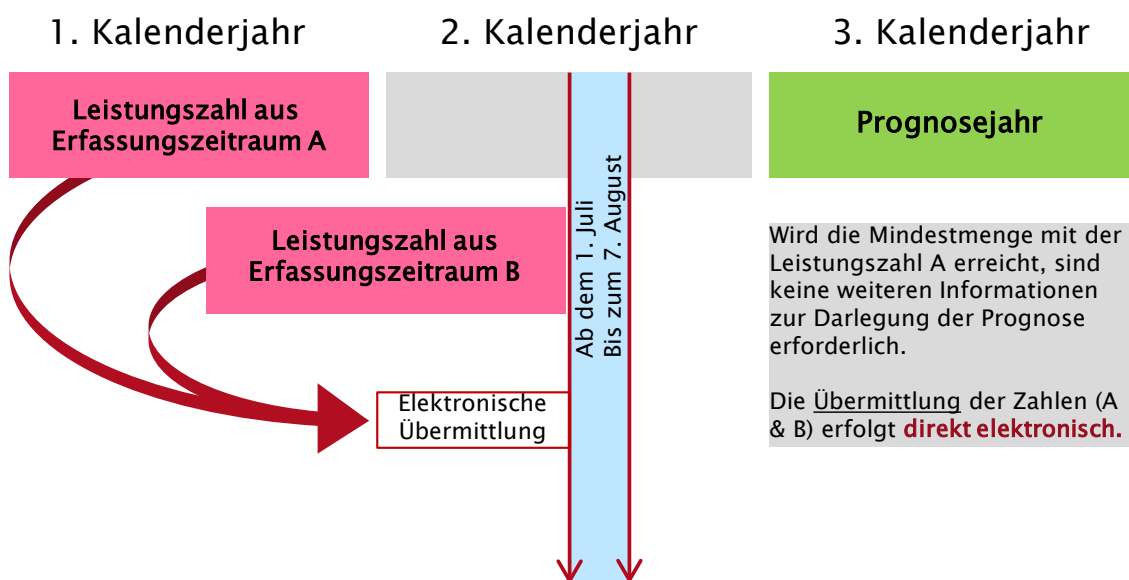 1. Kalenderjahr
2. Kalenderjahr
3. Kalenderjahr
Leistungszahl aus
Erfassungszeitraum A
Prognosejahr
Leistungszahl aus
Erfassungszeitraum B
Ab dem 1. Juli
Bis zum 7. August
Elektronische
Übermittlung
Wird die Mindestmenge mit der
Leistungszahl A erreicht, sind
keine weiteren Informationen
zur Darlegung der Prognose
erforderlich.
Die Übermittlung der Zahlen (A
& B) erfolgt direkt elektronisch.